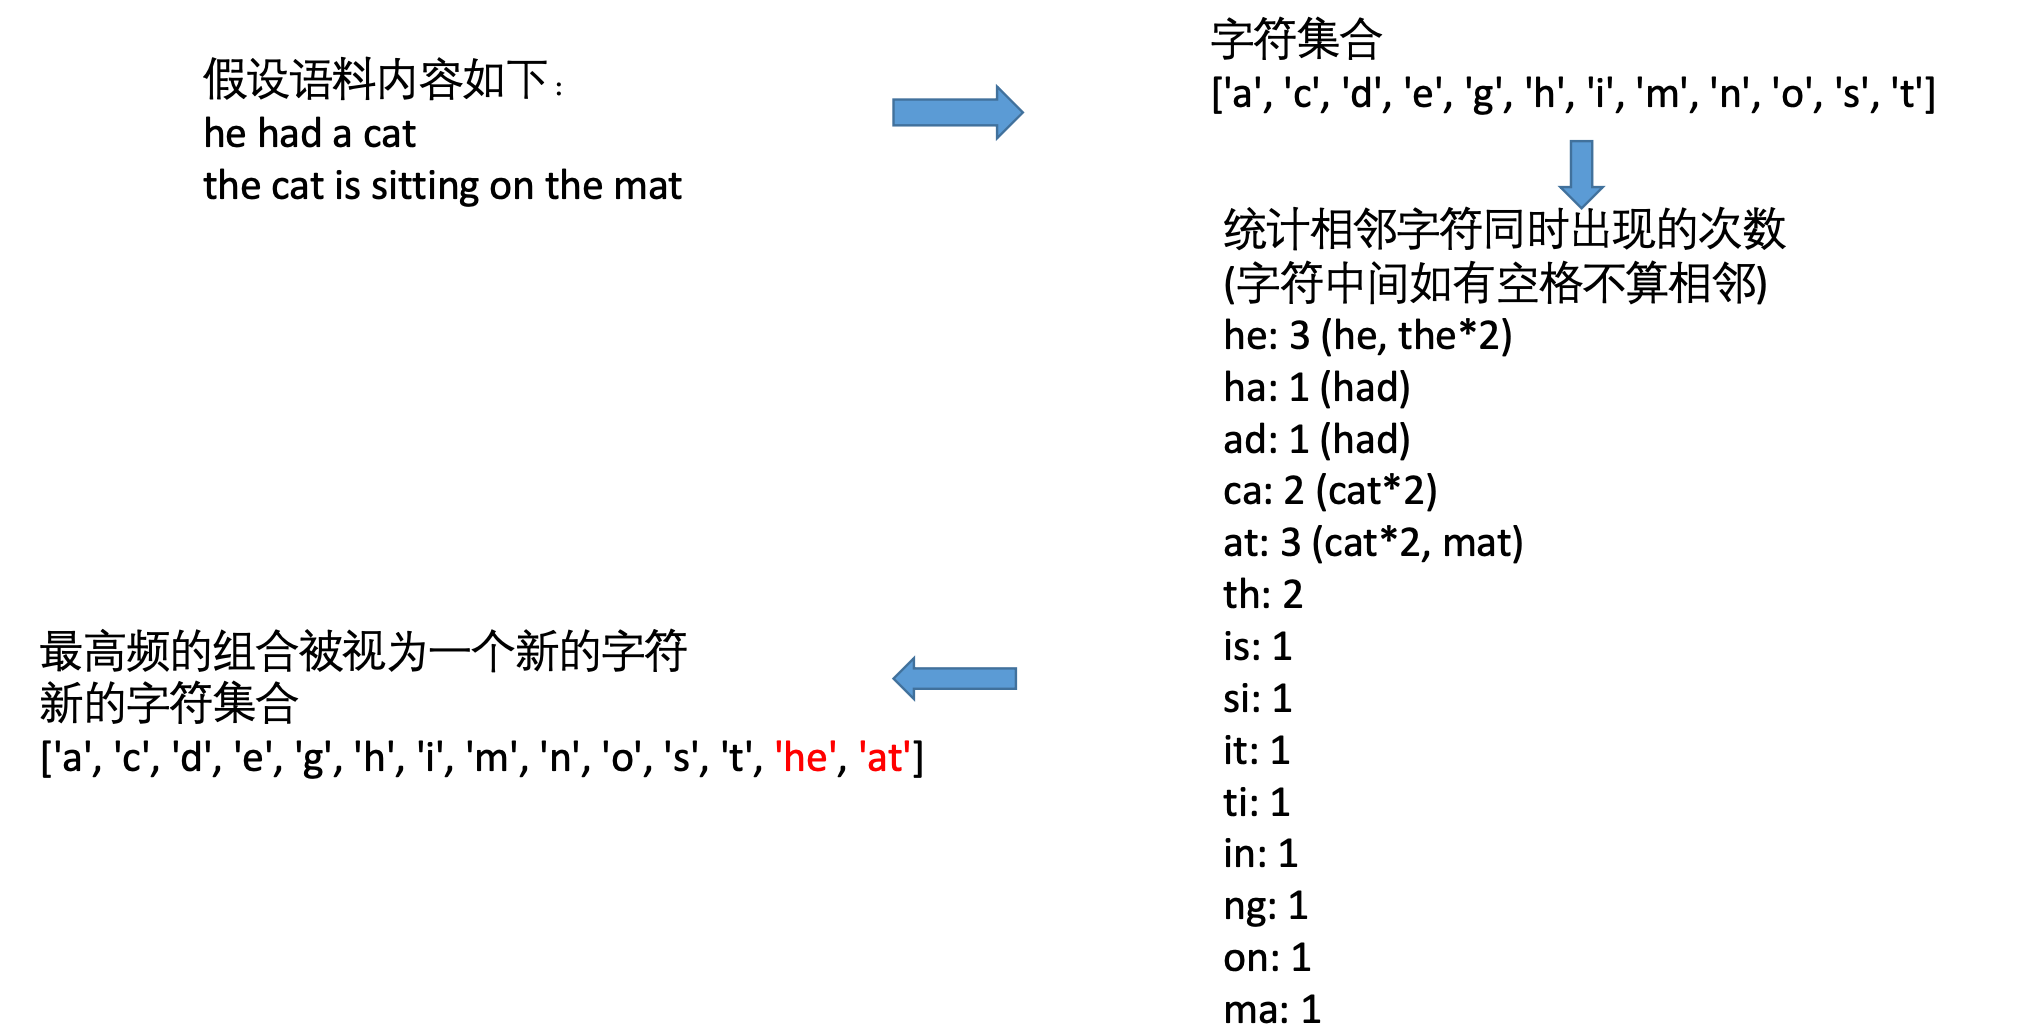 假设语料内容如下：
he had a cat
the cat is sitting on the mat
字符集合
['a', 'c', 'd', 'e', 'g', 'h', 'i', 'm', 'n', 'o', 's', 't']
统计相邻字符同时出现的次数
(字符中间如有空格不算相邻)
he: 3 (he, the*2)
ha: 1 (had)
ad: 1 (had)
ca: 2 (cat*2)
at: 3 (cat*2, mat)
th: 2
is: 1
si: 1
it: 1
ti: 1
in: 1
ng: 1
on: 1
ma: 1
最高频的组合被视为一个新的字符
新的字符集合
['a', 'c', 'd', 'e', 'g', 'h', 'i', 'm', 'n', 'o', 's', 't', 'he', 'at']